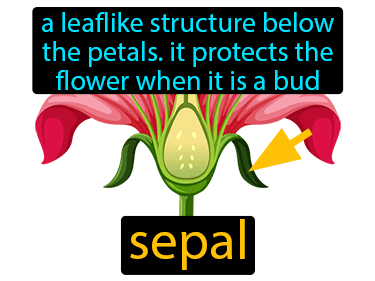 a leaflike structure below
the petals. it protects the
flower when it is a bud
sepal